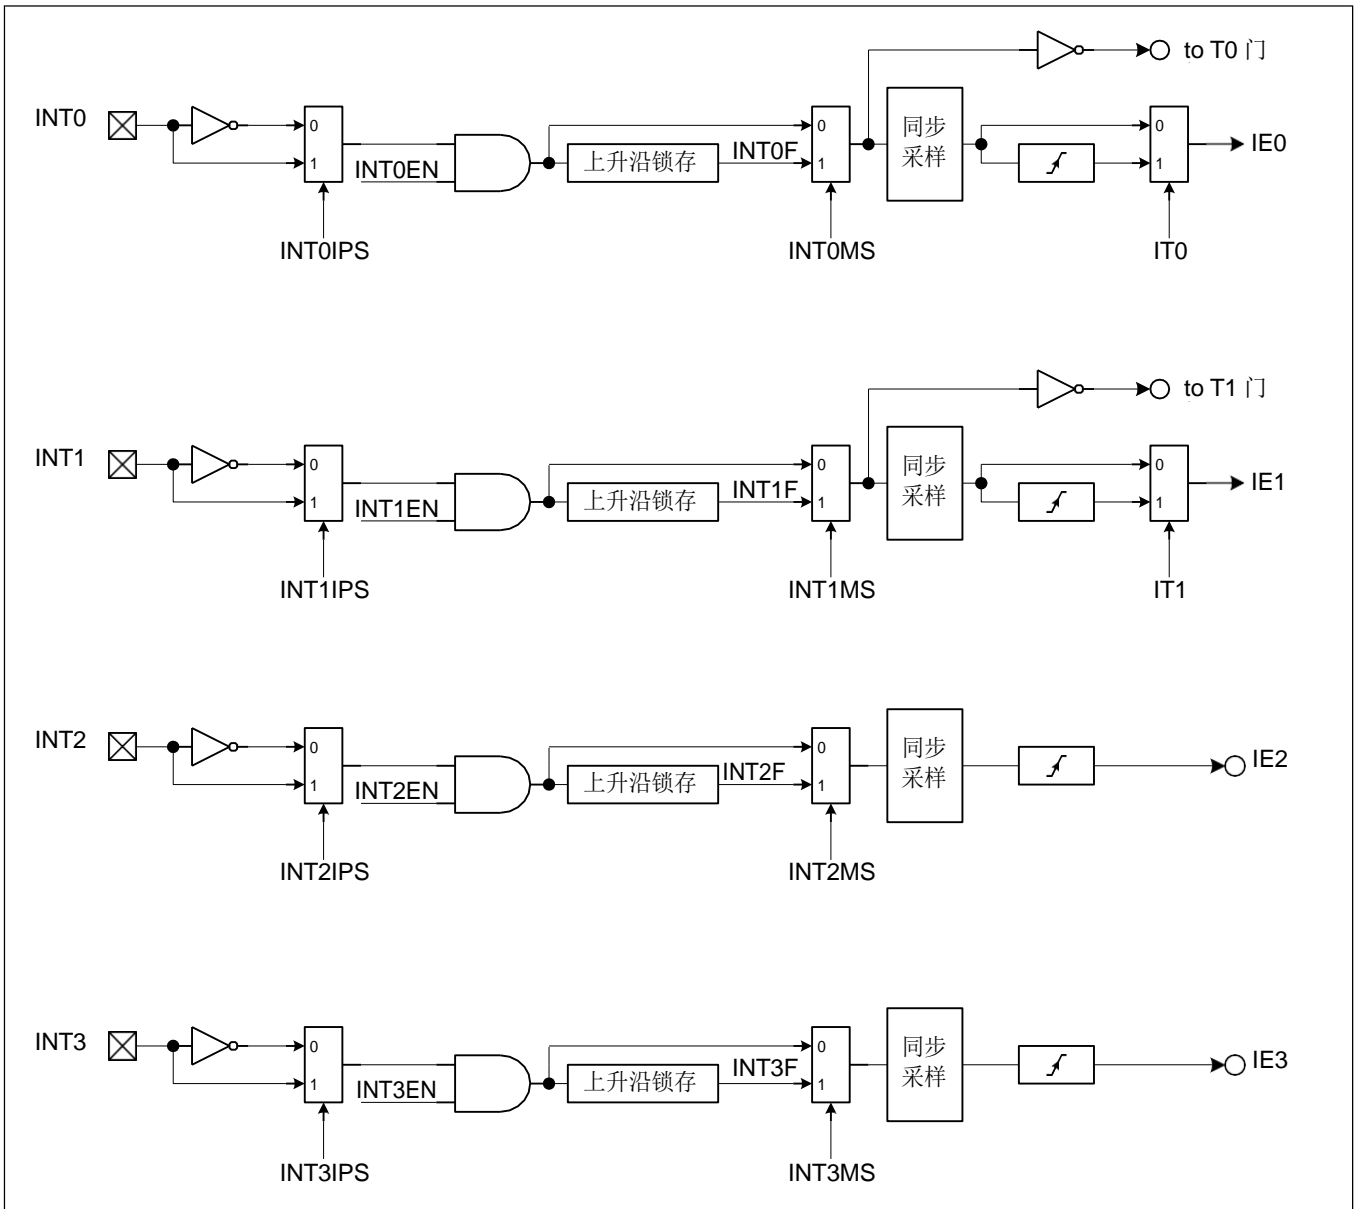 to T0 门
INT0
0
1
INT0EN
上升沿锁存
INT0F
0
1
同步
采样
0
1
IE0
INT0IPS
INT0MS
IT0
to T1 门
INT1
0
1
INT1EN
上升沿锁存
INT1F
0
1
同步
采样
0
1
IE1
INT1IPS
INT1MS
IT1
INT2
0
1
INT2EN
上升沿锁存
INT2F
0
1
同步
采样
IE2
INT2IPS
INT2MS
INT3
0
1
INT3EN
上升沿锁存
INT3F
0
1
同步
采样
IE3
INT3IPS
INT3MS